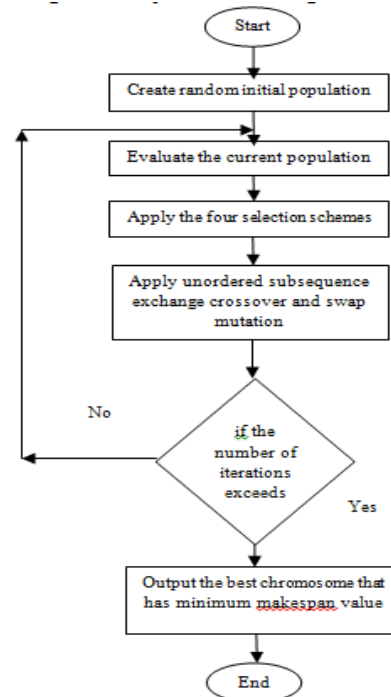 Start
Create random initial population
Evaluate the current population
Apply the four selection schemes
Apply unordered subsequence
exchange crossover and swap
mutation
No
if the
number of
iterations
exceeds
Yes
Output the best chromosome that
has minimum makespan value
End